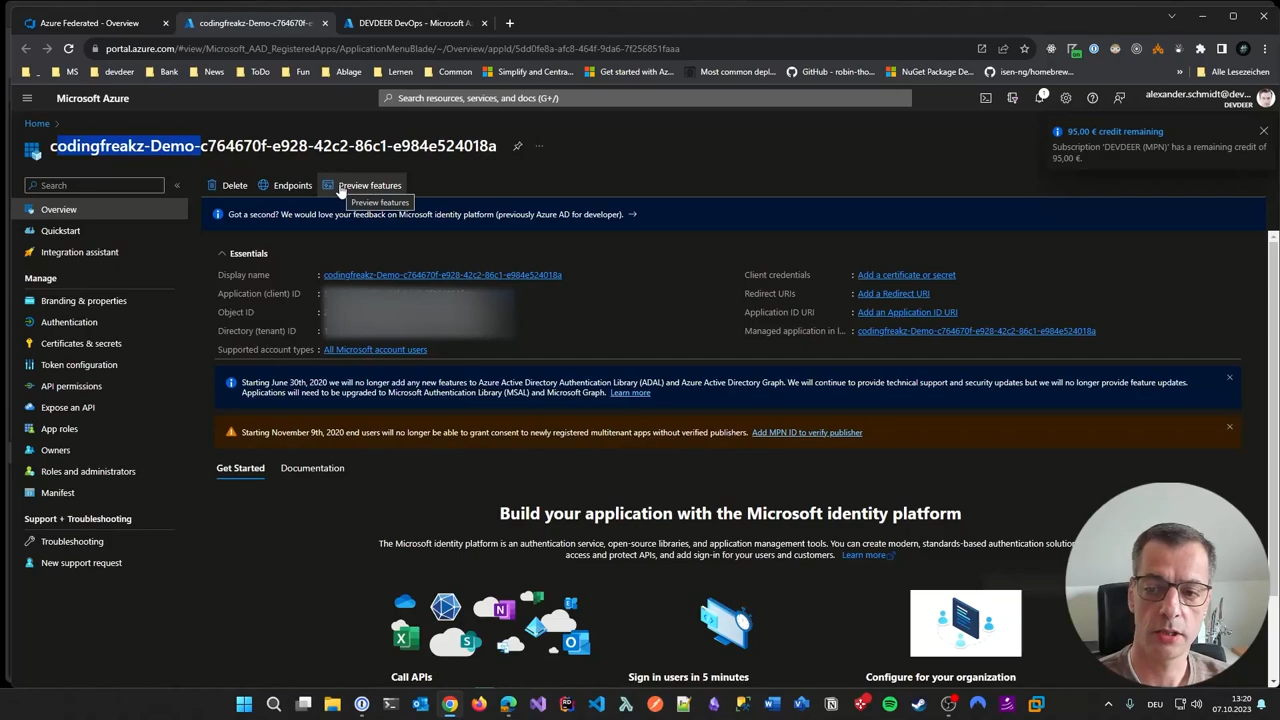 Azure Federated - Overview
codingfreakz-Demo-c764670f-e
DEVDEER DevOps - Microsoft A
portal.azure.com/#view/Microsoft_AAD_RegisteredApps/ApplicationMenuBlade/~/Overview/appId/5dd0fe8a-afc8-464f-9da6-7f256851faaa
MS devdeer Bank News ToDo Fun Ablage Lernen Common Simplify and Centra... Get started with Az... Most common depl... GitHub - robin-tho... NuGet Package De... isen-ng/homebrew... Alle Lesezeichen
Microsoft Azure
Search resources, services, and docs (G+/)
1
alexander.schmidt@dev...
DEVDEER
Home
95,00 € credit remaining
Subscription 'DEVDEER (MPN)' has a remaining credit of
95,00 €.
codingfreakz-Demo-c764670f-e928-42c2-86c1-e984e524018a
Search
Delete Endpoints Preview features
Preview features
Overview
Quickstart
Integration assistant
Manage
Branding & properties
Authentication
Certificates & secrets
Token configuration
API permissions
Expose an API
App roles
Owners
Roles and administrators
Manifest
Support + Troubleshooting
Troubleshooting
New support request
Got a second? We would love your feedback on Microsoft identity platform (previously Azure AD for developer).
Essentials
Display name : codingfreakz-Demo-c764670f-e928-42c2-86c1-e984e524018a
Application (client) ID :
Object ID :
Directory (tenant) ID :
Supported account types : All Microsoft account users
Client credentials : Add a certificate or secret
Redirect URIs : Add a Redirect URI
Application ID URI : Add an Application ID URI
Managed application in l... : codingfreakz-Demo-c764670f-e928-42c2-86c1-e984e524018a
Starting June 30th, 2020 we will no longer add any new features to Azure Active Directory Authentication Library (ADAL) and Azure Active Directory Graph. We will continue to provide technical support and security updates but we will no longer provide feature updates.
Applications will need to be upgraded to Microsoft Authentication Library (MSAL) and Microsoft Graph. Learn more
Starting November 9th, 2020 end users will no longer be able to grant consent to newly registered multitenant apps without verified publishers. Add MPN ID to verify publisher
Get Started Documentation
Build your application with the Microsoft identity platform
The Microsoft identity platform is an authentication service, open-source libraries, and application management tools. You can create modern, standards-based authentication
access and protect APIs, and add sign-in for your users and customers. Learn more
Call APIs
Sign in users in 5 minutes
Configure for your organization
DEU
13:20
07.10.2023